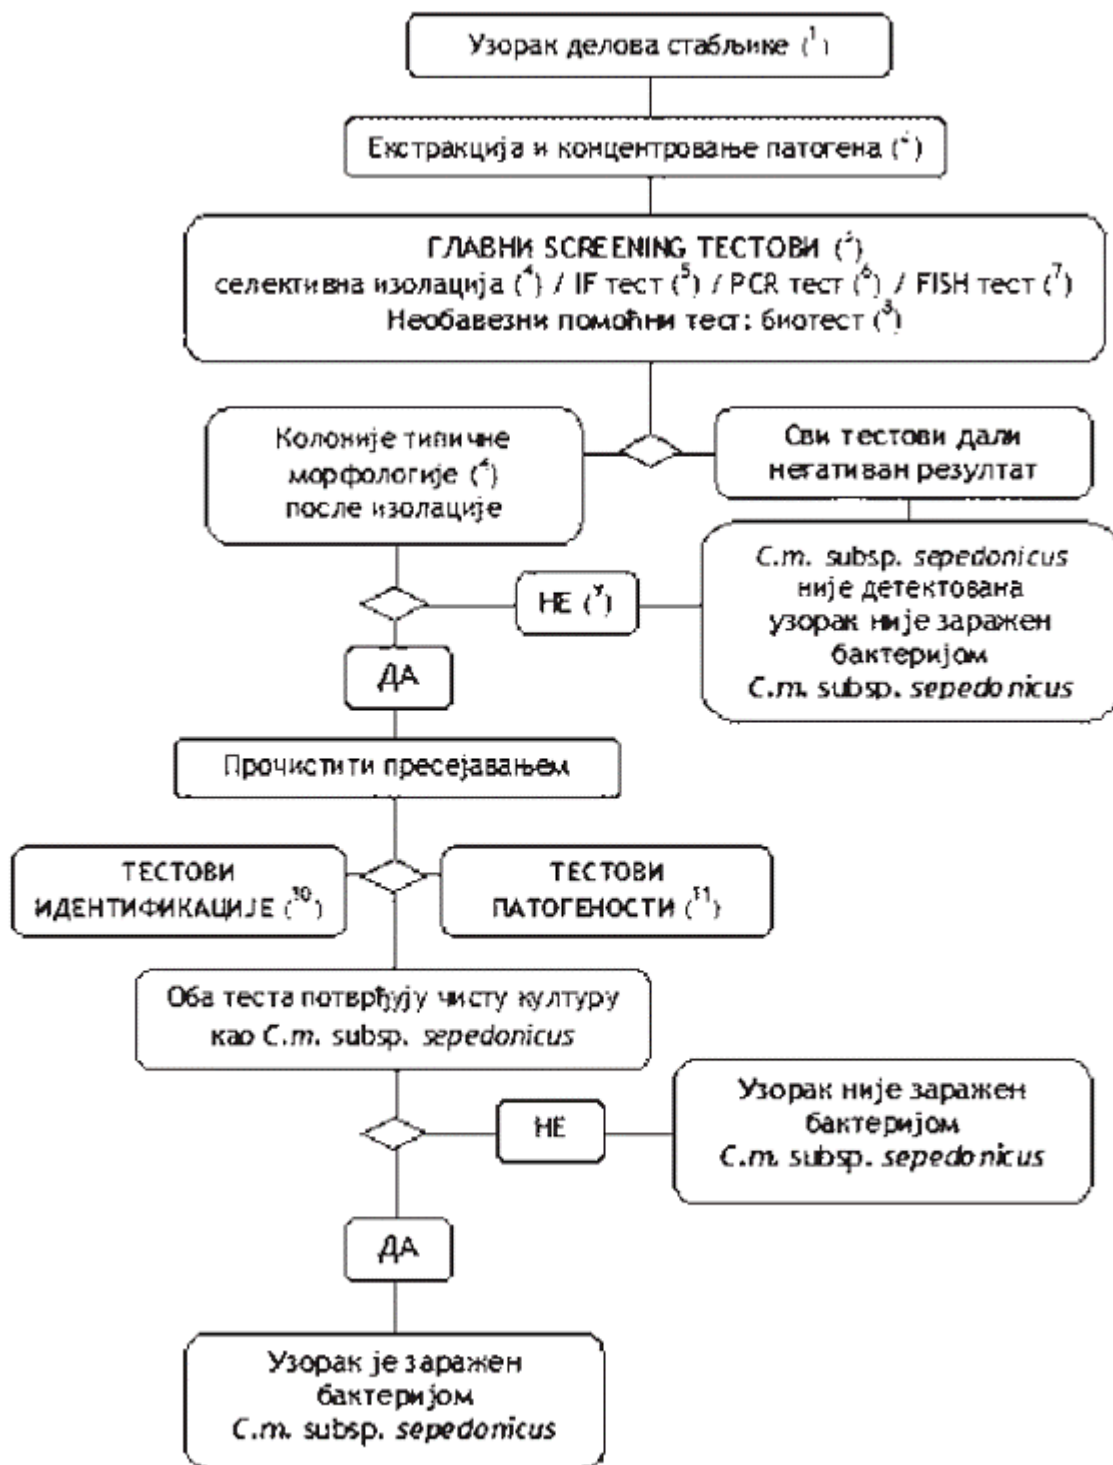 Узорак делова стабљике (1)
Екстракција и концентровање патогена (2)
ГЛАВНИ SCREENING ТЕСТОВИ (3)
селективна изолација (4) / IF тест (5) / PCR тест (6) / FISH тест (7)
Необавезни помоћни тест: биотест (8)
Колоније типичне
морфологије (4)
после изолације
Сви тестови дали
негативан резултат
C.m. subsp. sepedonicus
није детектована
узорак није заражен
бактеријом
C.m. subsp. sepedonicus
НЕ (9)
ДА
Прочистити пресејавањем
ТЕСТОВИ
ИДЕНТИФИКАЦИЈЕ (10)
ТЕСТОВИ
ПАТОГЕНОСТИ (11)
Оба теста потврђују чисту културу
као C.m. subsp. sepedonicus
НЕ
Узорак није заражен
бактеријом
C.m. subsp. sepedonicus
ДА
Узорак је заражен
бактеријом
C.m. subsp. sepedonicus